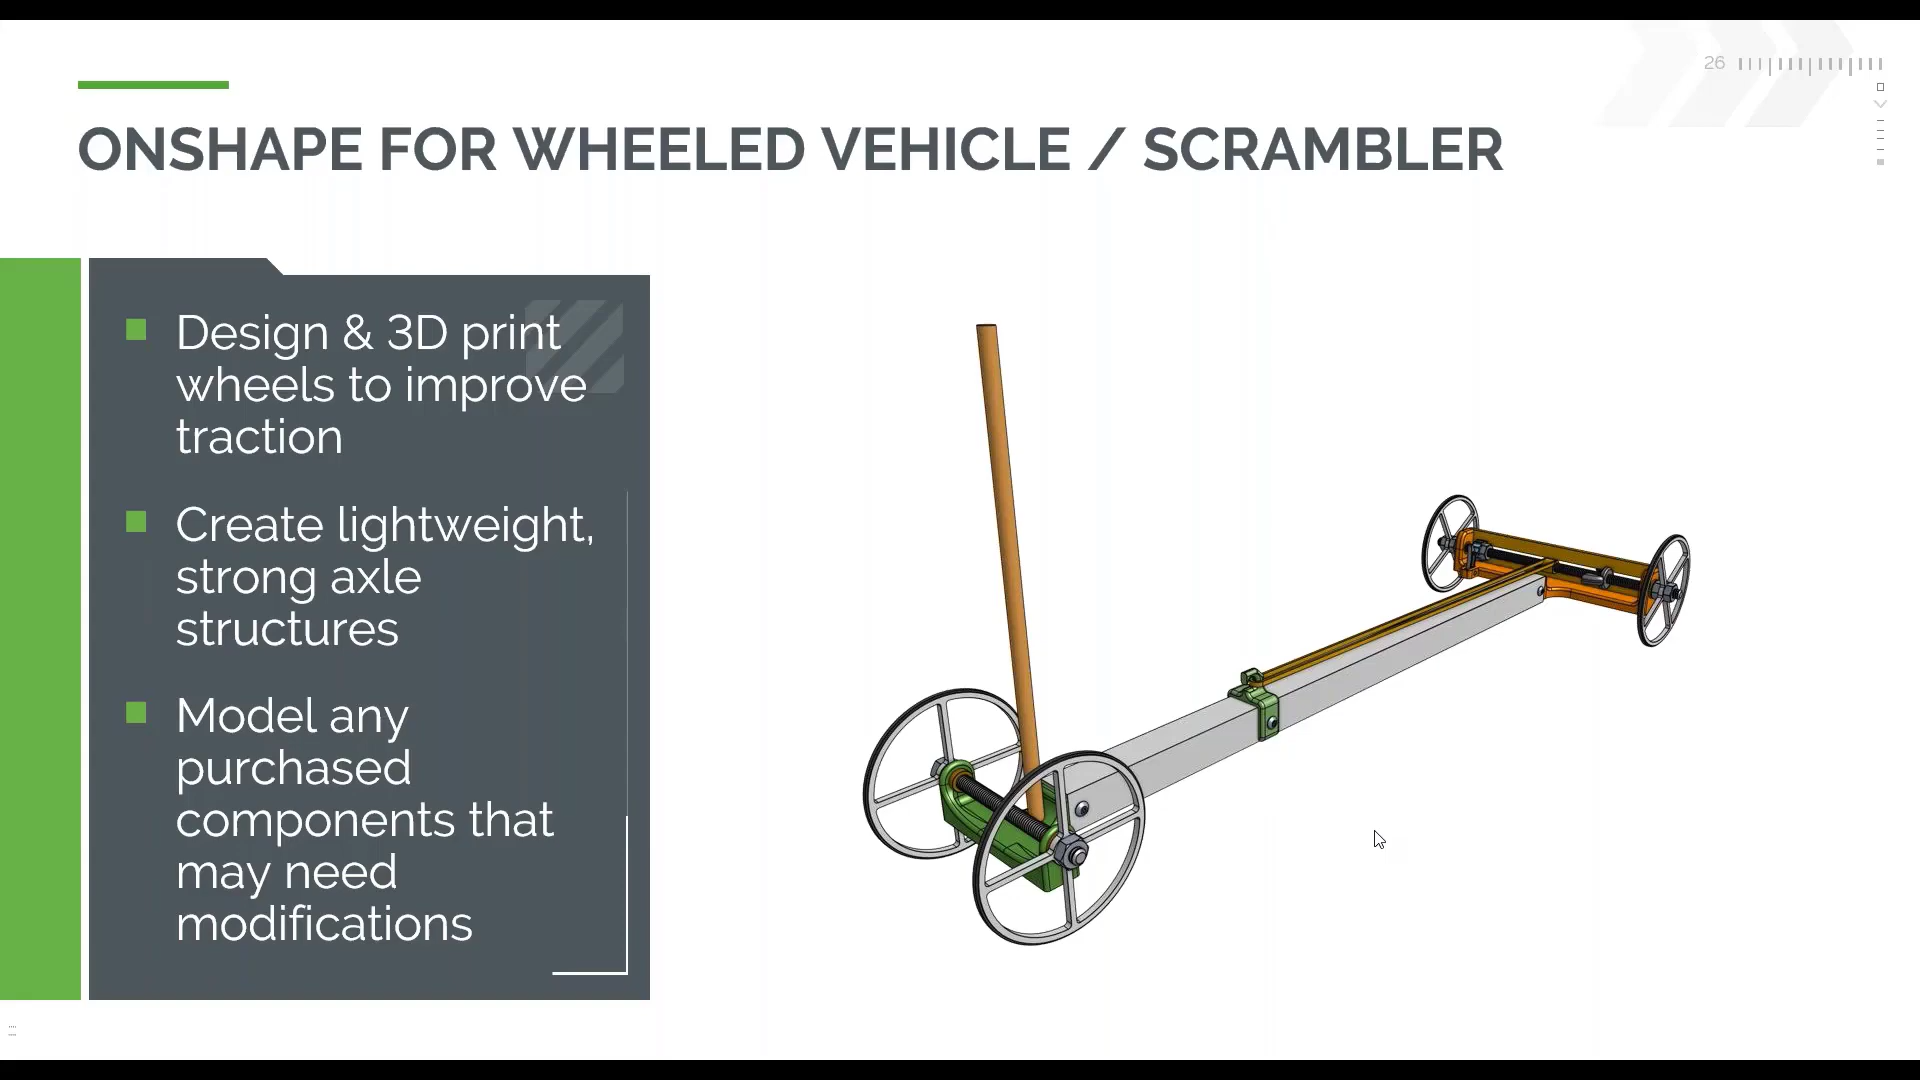 26
ONSHAPE FOR WHEELED VEHICLE / SCRAMBLER
Design & 3D print
wheels to improve
traction
Create lightweight,
strong axle
structures
Model any
purchased
components that
may need
modifications